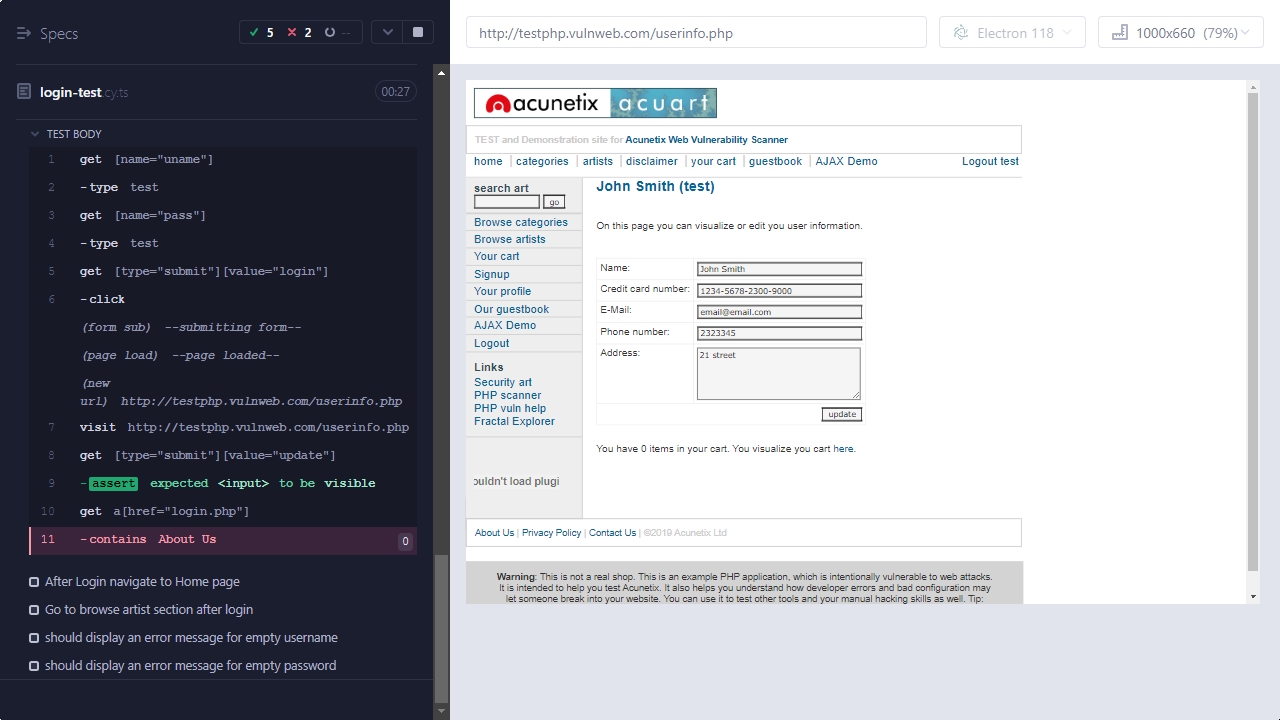 Specs
5 2 --
login-test.cy.ts 00:27
TEST BODY
1 get [name="uname"]
2 -type test
3 get [name="pass"]
4 -type test
5 get [type="submit"][value="login"]
6 -click
(form sub) --submitting form--
(page load) --page loaded--
(new
url) http://testphp.vulnweb.com/userinfo.php
7 visit http://testphp.vulnweb.com/userinfo.php
8 get [type="submit"][value="update"]
9 -assert expected <input> to be visible
10 get a[href="login.php"]
11 -contains About Us 0
After Login navigate to Home page
Go to browse artist section after login
should display an error message for empty username
should display an error message for empty password
http://testphp.vulnweb.com/userinfo.php
Electron 118
1000x660 (79%)
acunetix acuart
TEST and Demonstration site for Acunetix Web Vulnerability Scanner
home | categories | artists | disclaimer | your cart | guestbook | AJAX Demo
Logout test
search art
go
Browse categories
Browse artists
Your cart
Signup
Your profile
Our guestbook
AJAX Demo
Logout
Links
Security art
PHP scanner
PHP vuln help
Fractal Explorer
ouldn't load plugi
John Smith (test)
On this page you can visualize or edit you user information.
Name: John Smith
Credit card number: 1234-5678-2300-9000
E-Mail: email@email.com
Phone number: 2323345
Address: 21 street
update
You have 0 items in your cart. You visualize you cart here.
About Us | Privacy Policy | Contact Us | ©2019 Acunetix Ltd
Warning: This is not a real shop. This is an example PHP application, which is intentionally vulnerable to web attacks.
It is intended to help you test Acunetix. It also helps you understand how developer errors and bad configuration may
let someone break into your website. You can use it to test other tools and your manual hacking skills as well. Tip: